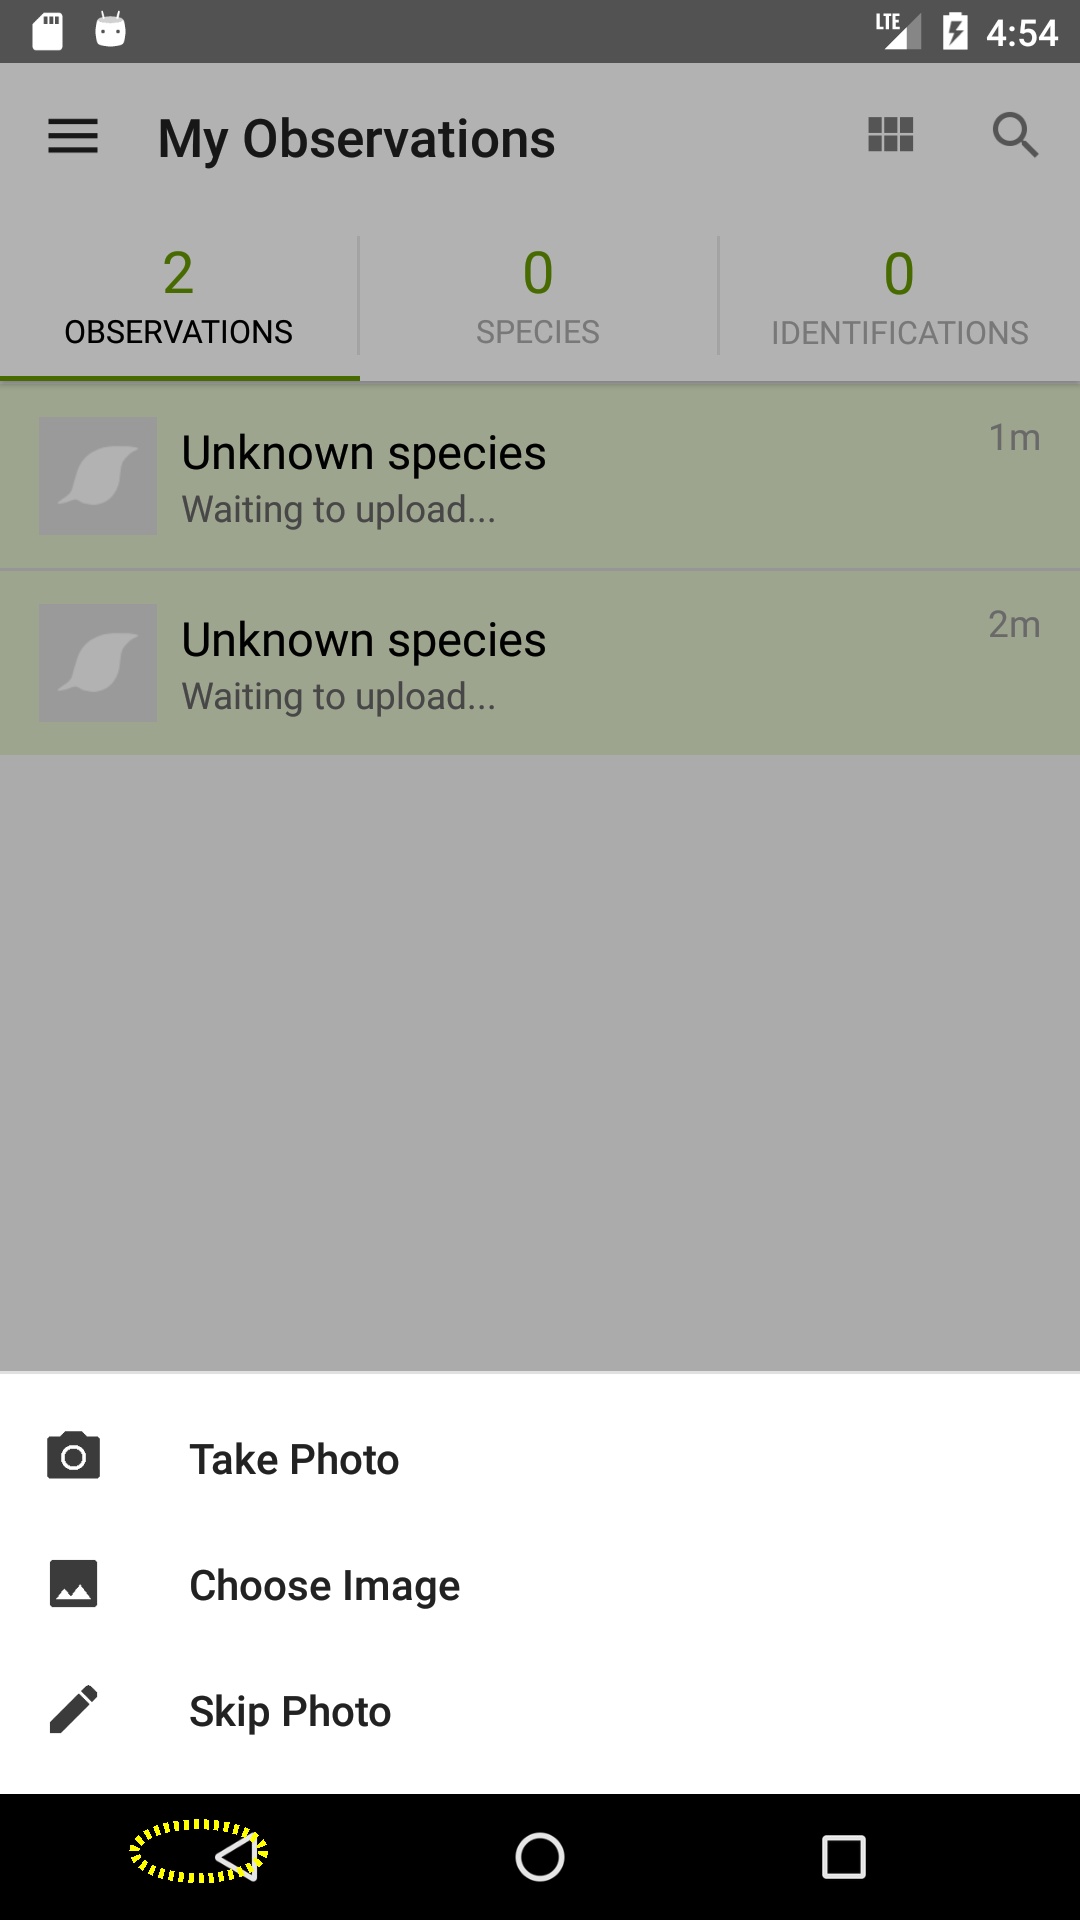 LTE 4:54
My Observations
2 0 0
OBSERVATIONS SPECIES IDENTIFICATIONS
Unknown species 1m
Waiting to upload...
Unknown species 2m
Waiting to upload...
Take Photo
Choose Image
Skip Photo